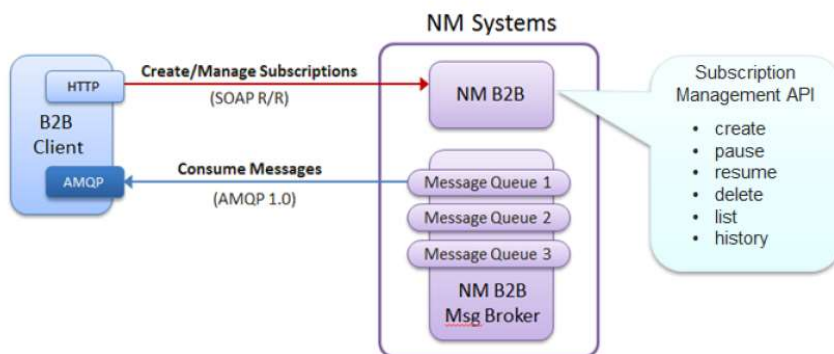 NM Systems
HTTP
B2B
Client
AMQP
Create/Manage Subscriptions
(SOAP R/R)
Consume Messages
(AMQP 1.0)
NM B2B
Message Queue 1
Message Queue 2
Message Queue 3
NM B2B
Msg Broker
Subscription
Management API
• create
• pause
• resume
• delete
• list
• history